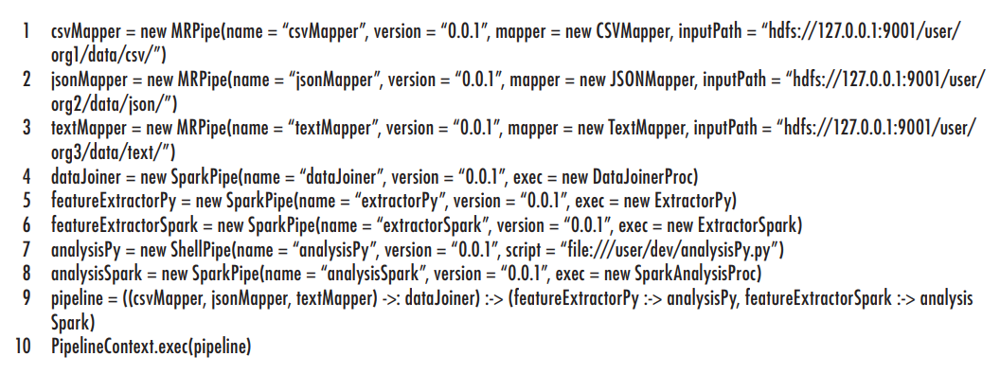 1 csvMapper = new MRPipe(name = “csvMapper”, version = “0.0.1”, mapper = new CSVMapper, inputPath = “hdfs://127.0.0.1:9001/user/
org1/data/csv/”)
2 jsonMapper = new MRPipe(name = “jsonMapper”, version = “0.0.1”, mapper = new JSONMapper, inputPath = “hdfs://127.0.0.1:9001/user/
org2/data/json/”)
3 textMapper = new MRPipe(name = “textMapper”, version = “0.0.1”, mapper = new TextMapper, inputPath = “hdfs://127.0.0.1:9001/user/
org3/data/text/”)
4 dataJoiner = new SparkPipe(name = “dataJoiner”, version = “0.0.1”, exec = new DataJoinerProc)
5 featureExtractorPy = new SparkPipe(name = “extractorPy”, version = “0.0.1”, exec = new ExtractorPy)
6 featureExtractorSpark = new SparkPipe(name = “extractorSpark”, version = “0.0.1”, exec = new ExtractorSpark)
7 analysisPy = new ShellPipe(name = “analysisPy”, version = “0.0.1”, script = “file:///user/dev/analysisPy.py”)
8 analysisSpark = new SparkPipe(name = “analysisSpark”, version = “0.0.1”, exec = new SparkAnalysisProc)
9 pipeline = ((csvMapper, jsonMapper, textMapper) ->: dataJoiner) :-> (featureExtractorPy :-> analysisPy, featureExtractorSpark :-> analysis
Spark)
10 PipelineContext.exec(pipeline)